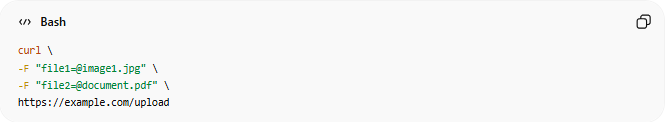 Bash
curl \
-F "file1=@image1.jpg" \
-F "file2=@document.pdf" \
https://example.com/upload